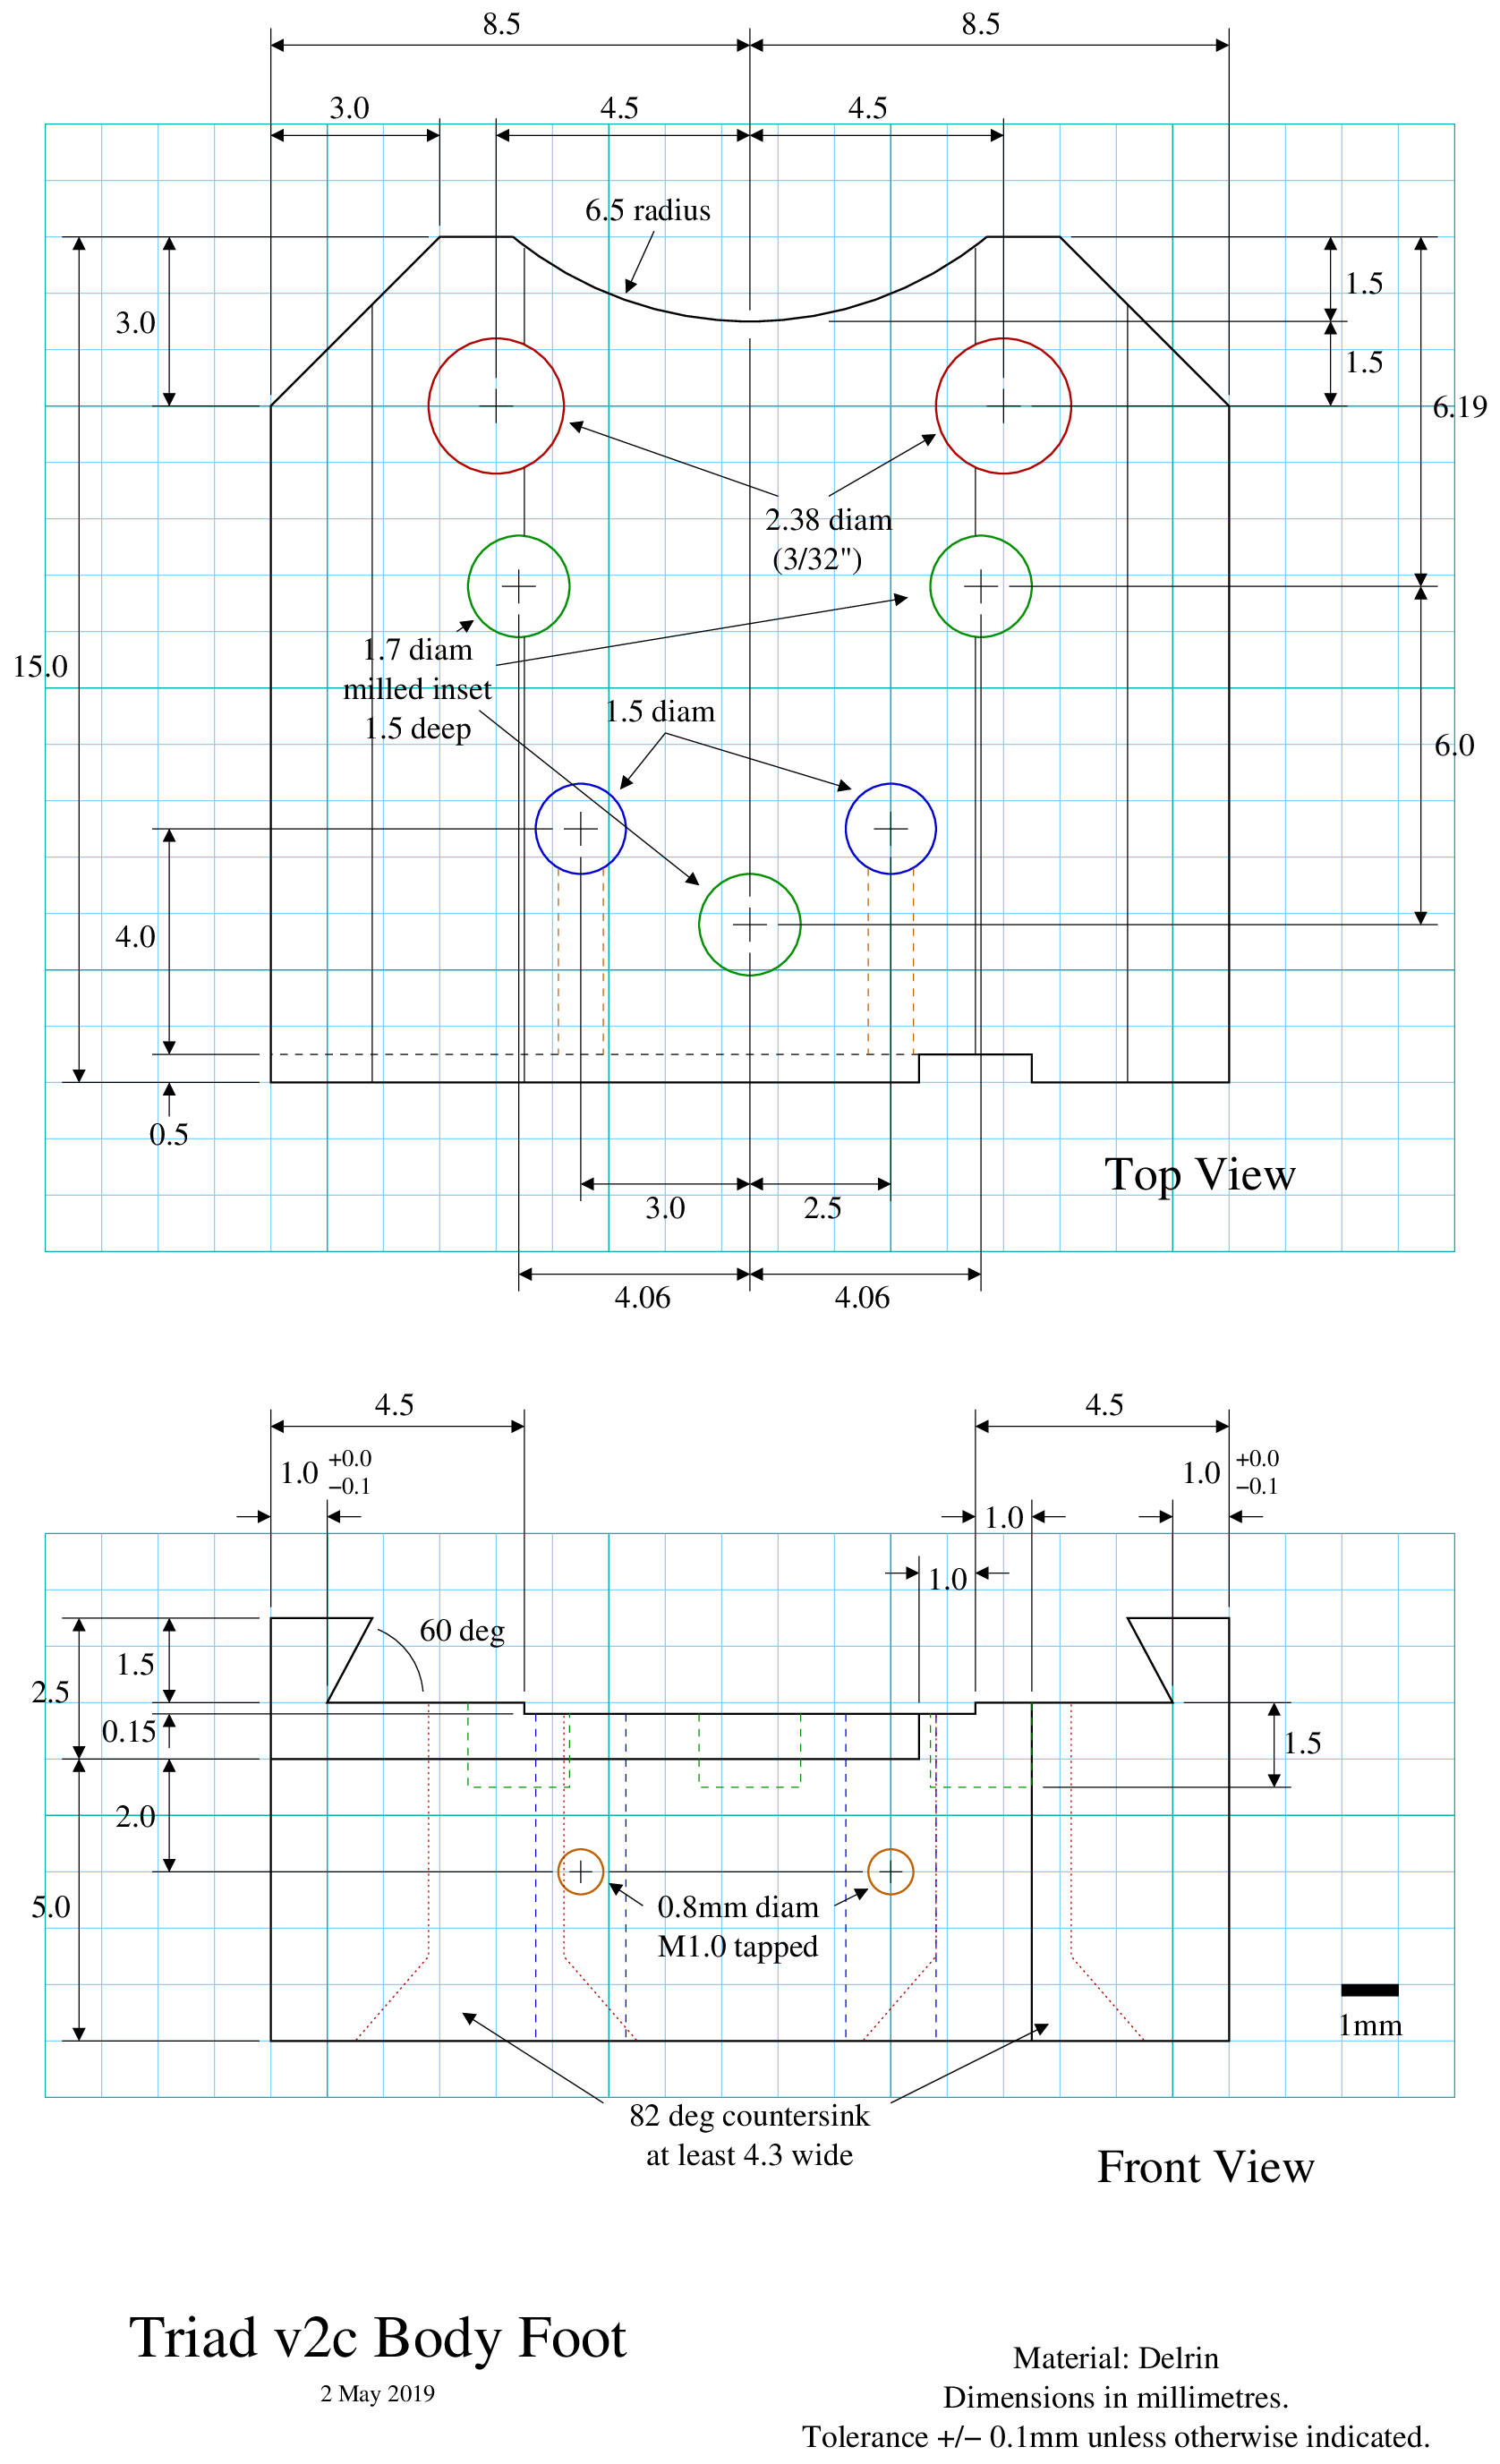 8.5 8.5
3.0 4.5 4.5
6.5 radius
1.5
3.0
1.5
6.19
2.38 diam
(3/32")
1.7 diam
15.0
milled inset
1.5 diam
1.5 deep
6.0
4.0
0.5
Top View
3.0 2.5
4.06 4.06
4.5 4.5
1.0 +0.0 −0.1 1.0 +0.0 −0.1
1.0
1.0
60 deg
1.5
2.5
0.15 1.5
2.0
5.0 0.8mm diam
M1.0 tapped
1mm
82 deg countersink
at least 4.3 wide
Front View
Triad v2c Body Foot
2 May 2019
Material: Delrin
Dimensions in millimetres.
Tolerance +/− 0.1mm unless otherwise indicated.